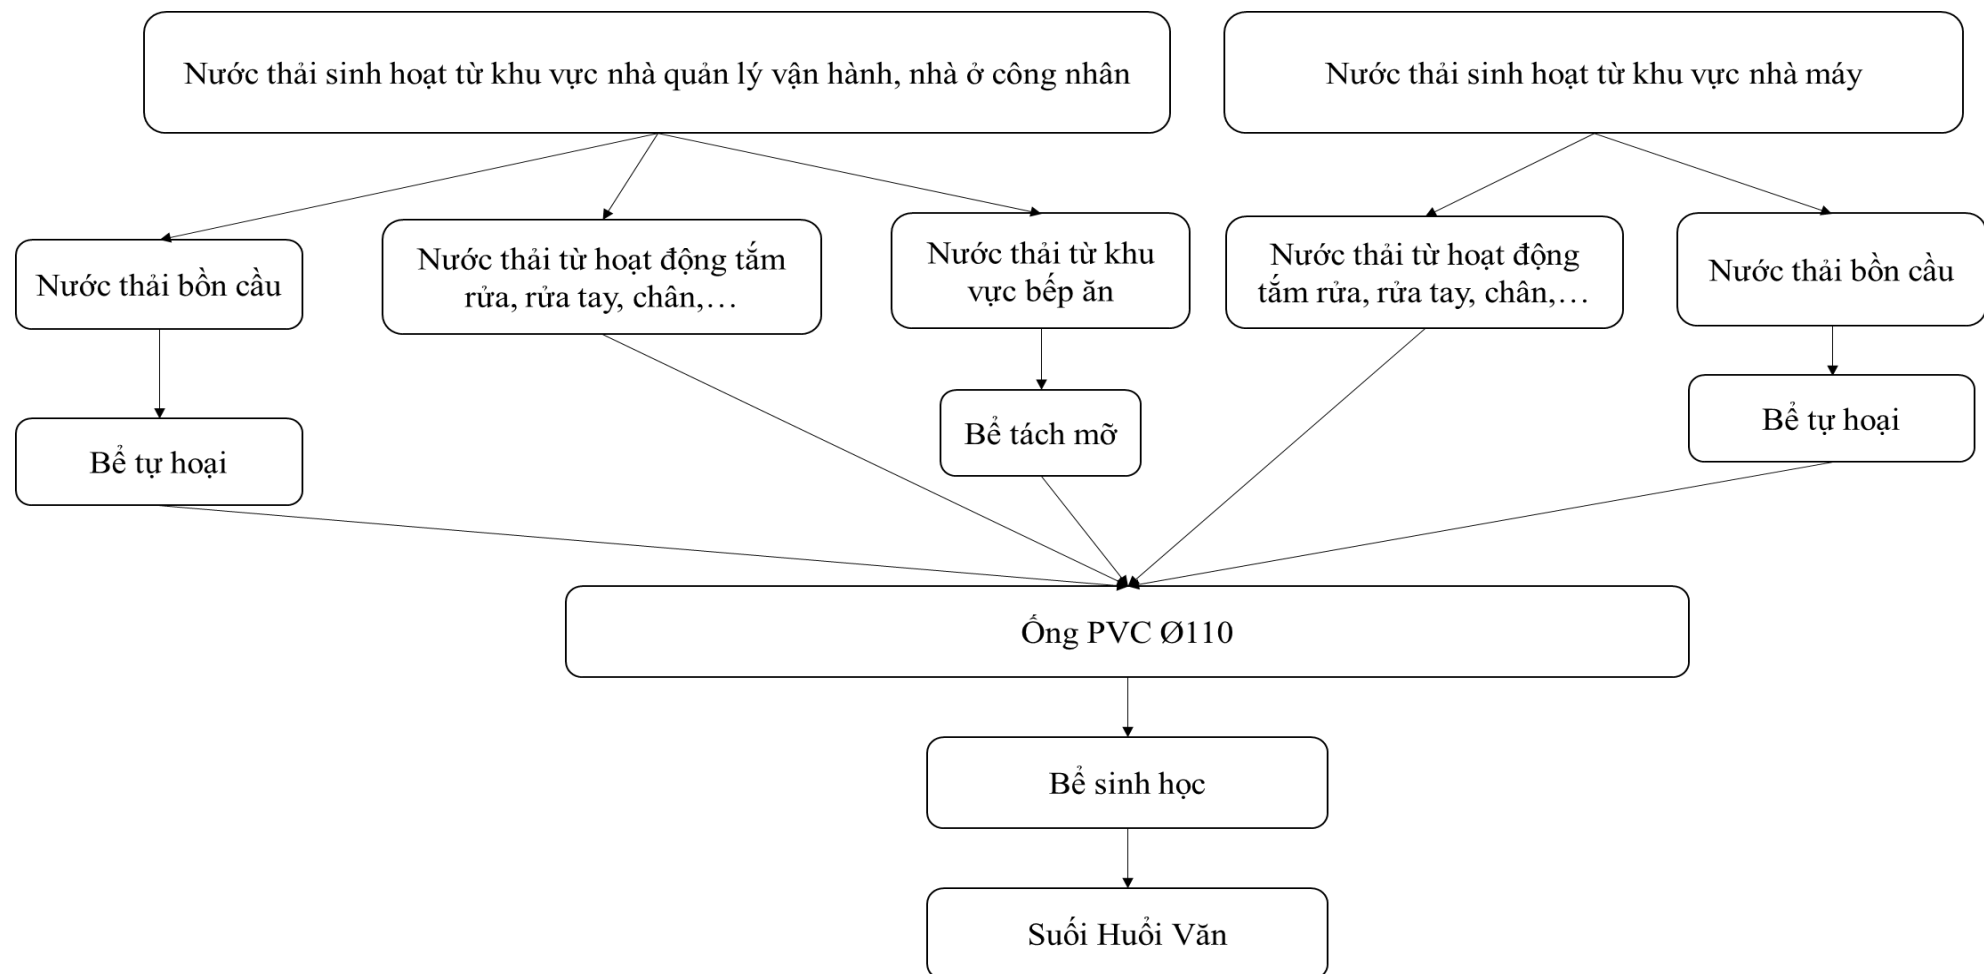 Nước thải sinh hoạt từ khu vực nhà quản lý vận hành, nhà ở công nhân
Nước thải sinh hoạt từ khu vực nhà máy
Nước thải bồn cầu
Nước thải từ hoạt động tắm
rửa, rửa tay, chân,…
Nước thải từ khu
vực bếp ăn
Nước thải từ hoạt động
tắm rửa, rửa tay, chân,…
Nước thải bồn cầu
Bể tự hoại
Bể tách mỡ
Bể tự hoại
Ống PVC Ø110
Bể sinh học
Suối Huổi Văn